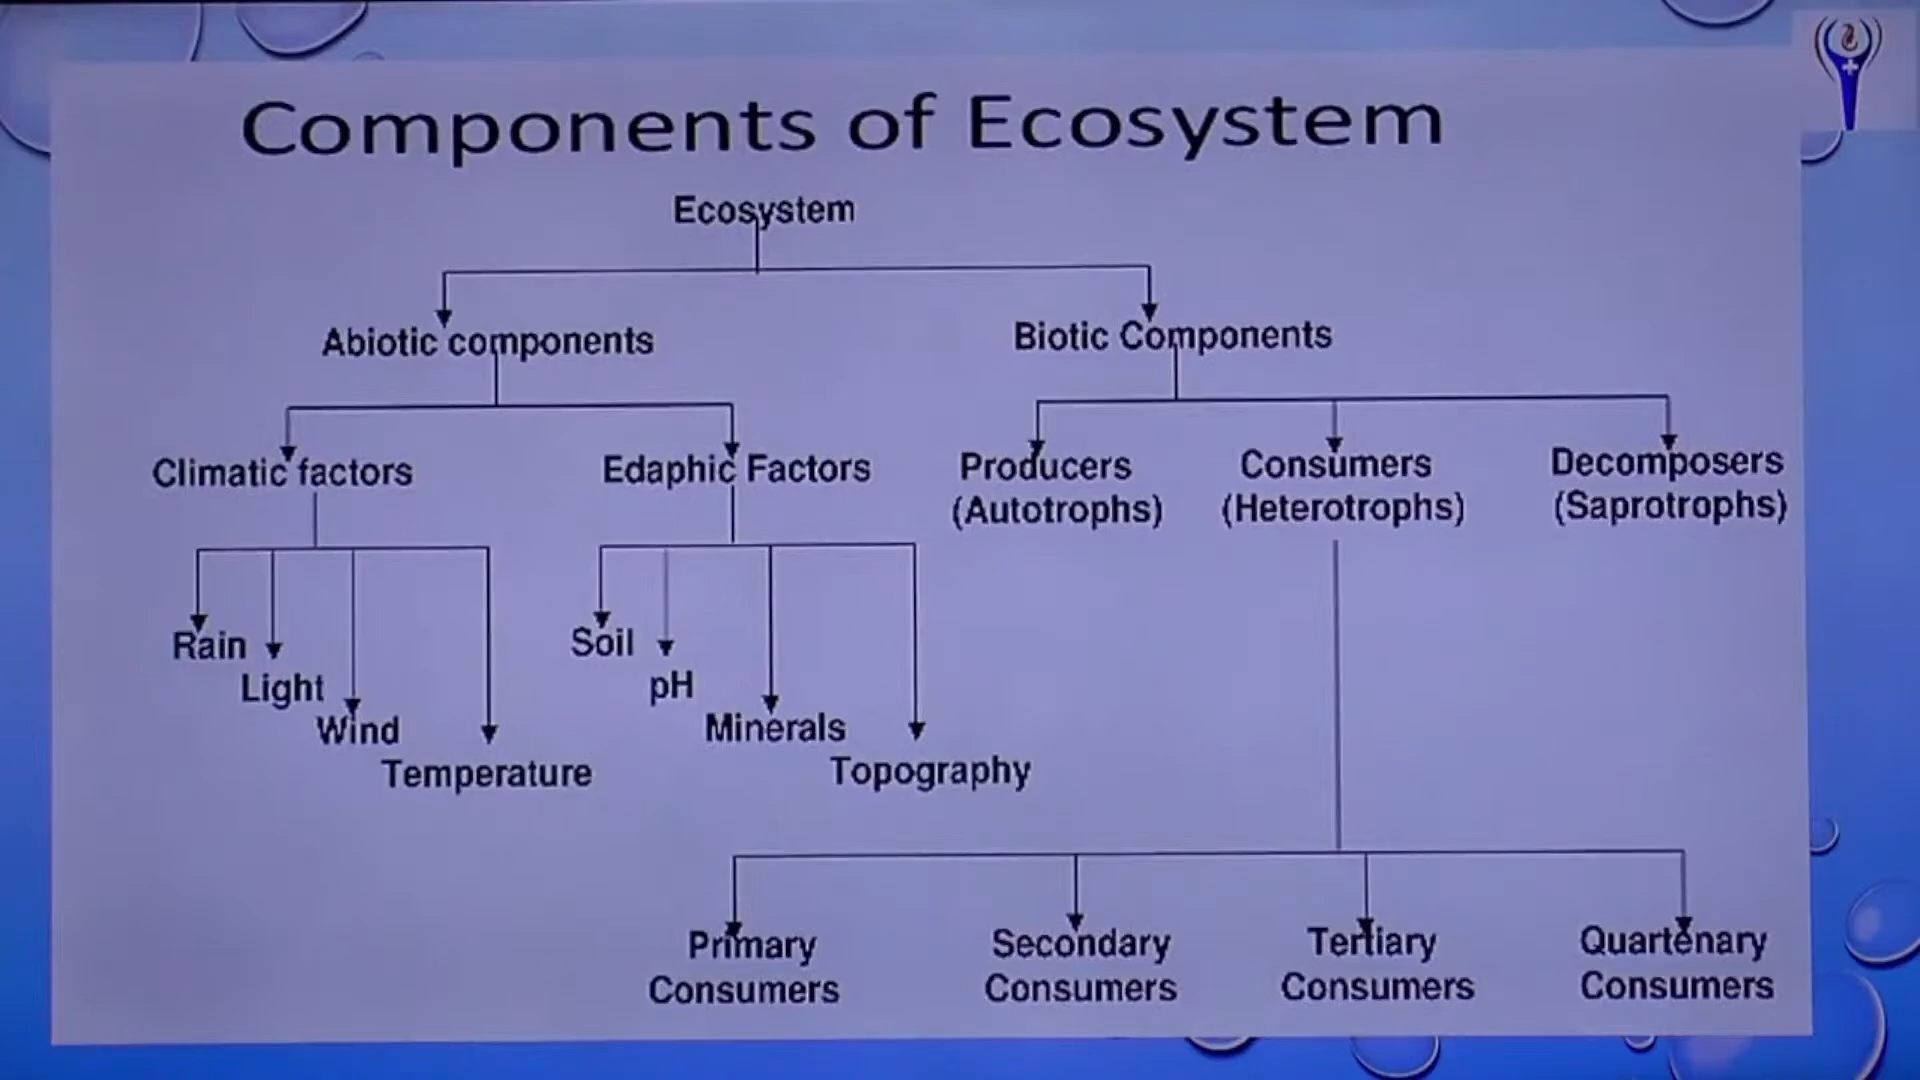 Components of Ecosystem
Ecosystem
Abiotic components
Biotic Components
Climatic factors
Edaphic Factors
Producers
(Autotrophs)
Consumers
(Heterotrophs)
Decomposers
(Saprotrophs)
Rain
Light
Wind
Temperature
Soil
pH
Minerals
Topography
Primary
Consumers
Secondary
Consumers
Tertiary
Consumers
Quartenary
Consumers